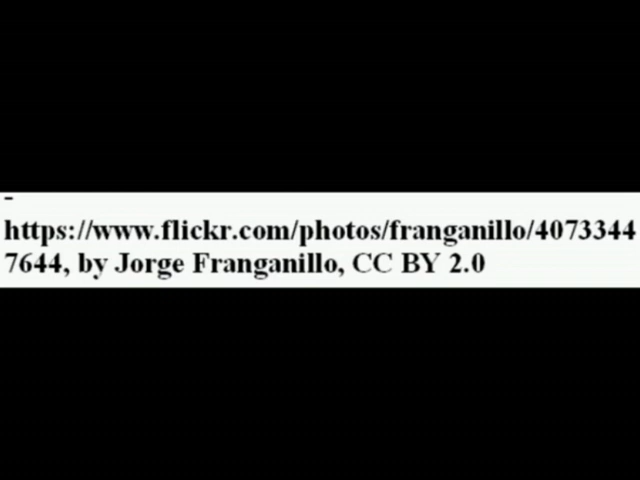 -
https://www.flickr.com/photos/franganillo/4073344
7644, by Jorge Franganillo, CC BY 2.0